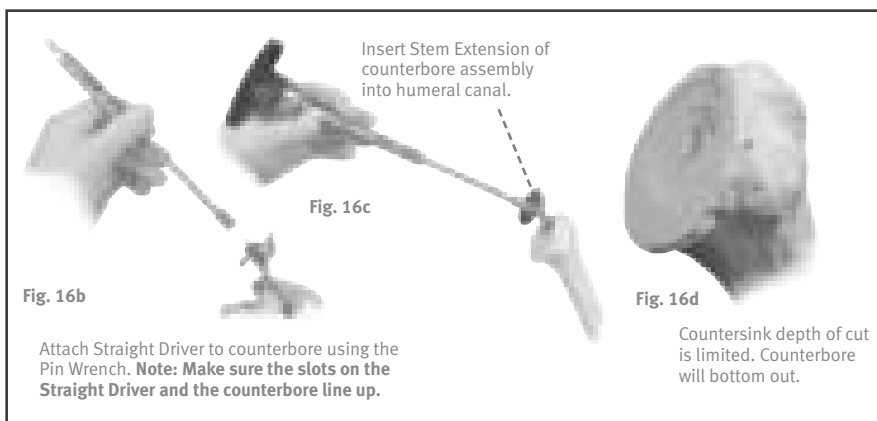 Insert Stem Extension of
counterbore assembly
into humeral canal.
Fig. 16c
Fig. 16b
Attach Straight Driver to counterbore using the
Pin Wrench. Note: Make sure the slots on the
Straight Driver and the counterbore line up.
Fig. 16d
Countersink depth of cut
is limited. Counterbore
will bottom out.